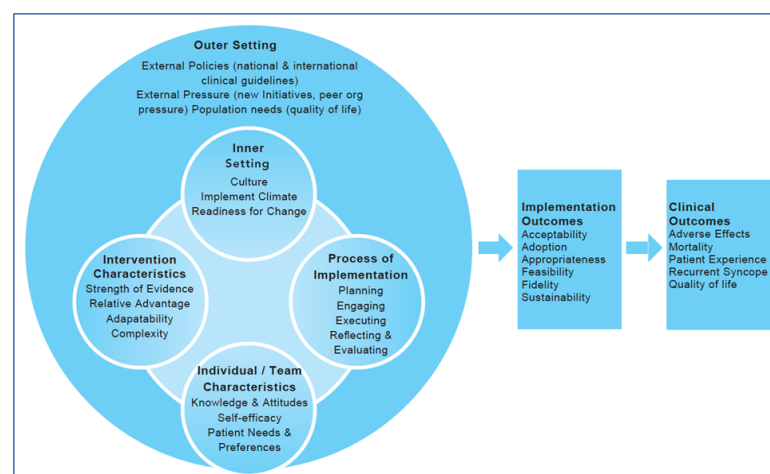 Outer Setting
External Policies (national & international
clinical guidelines)
External Pressure (new Initiatives, peer org
pressure) Population needs (quality of life)
Inner
Setting
Culture
Implement Climate
Readiness for Change
Intervention
Characteristics
Strength of Evidence
Relative Advantage
Adapatability
Complexity
Process of
Implementation
Planning
Engaging
Executing
Reflecting &
Evaluating
Individual / Team
Characteristics
Knowledge & Attitudes
Self-efficacy
Patient Needs &
Preferences
Implementation
Outcomes
Acceptability
Adoption
Appropriateness
Feasibility
Fidelity
Sustainability
Clinical
Outcomes
Adverse Effects
Mortality
Patient Experience
Recurrent Syncope
Quality of life